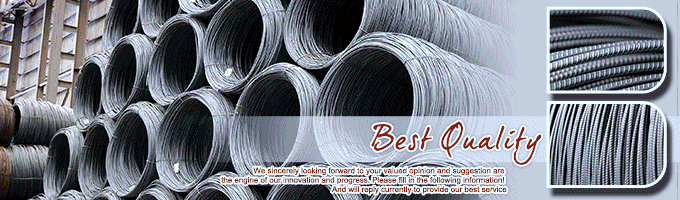 Best Quality
We sincerely looking forward to your valued opinion and suggestion are
the engine of our innovation and progress. Please fill in the following information!
And will reply currently to provide our best service